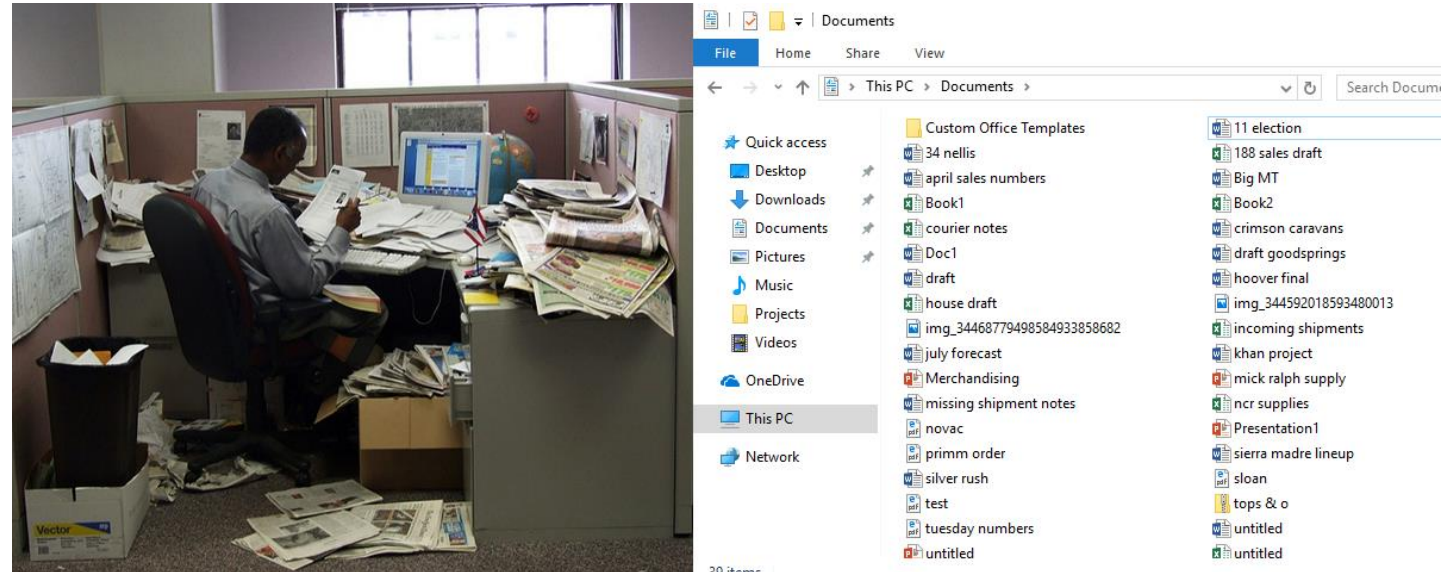 Vector
Documents
File Home Share View
This PC > Documents >
Search Docume
Quick access
Desktop
Downloads
Documents
Pictures
Music
Projects
Videos
OneDrive
This PC
Network
Custom Office Templates
34 nellis
april sales numbers
Book1
courier notes
Doc1
draft
house draft
img_34468779498584933858682
july forecast
Merchandising
missing shipment notes
novac
primm order
silver rush
test
tuesday numbers
untitled
11 election
188 sales draft
Big MT
Book2
crimson caravans
draft goodsprings
hoover final
img_344592018593480013
incoming shipments
khan project
mick ralph supply
ncr supplies
Presentation1
sierra madre lineup
sloan
tops & o
untitled
untitled
39 items